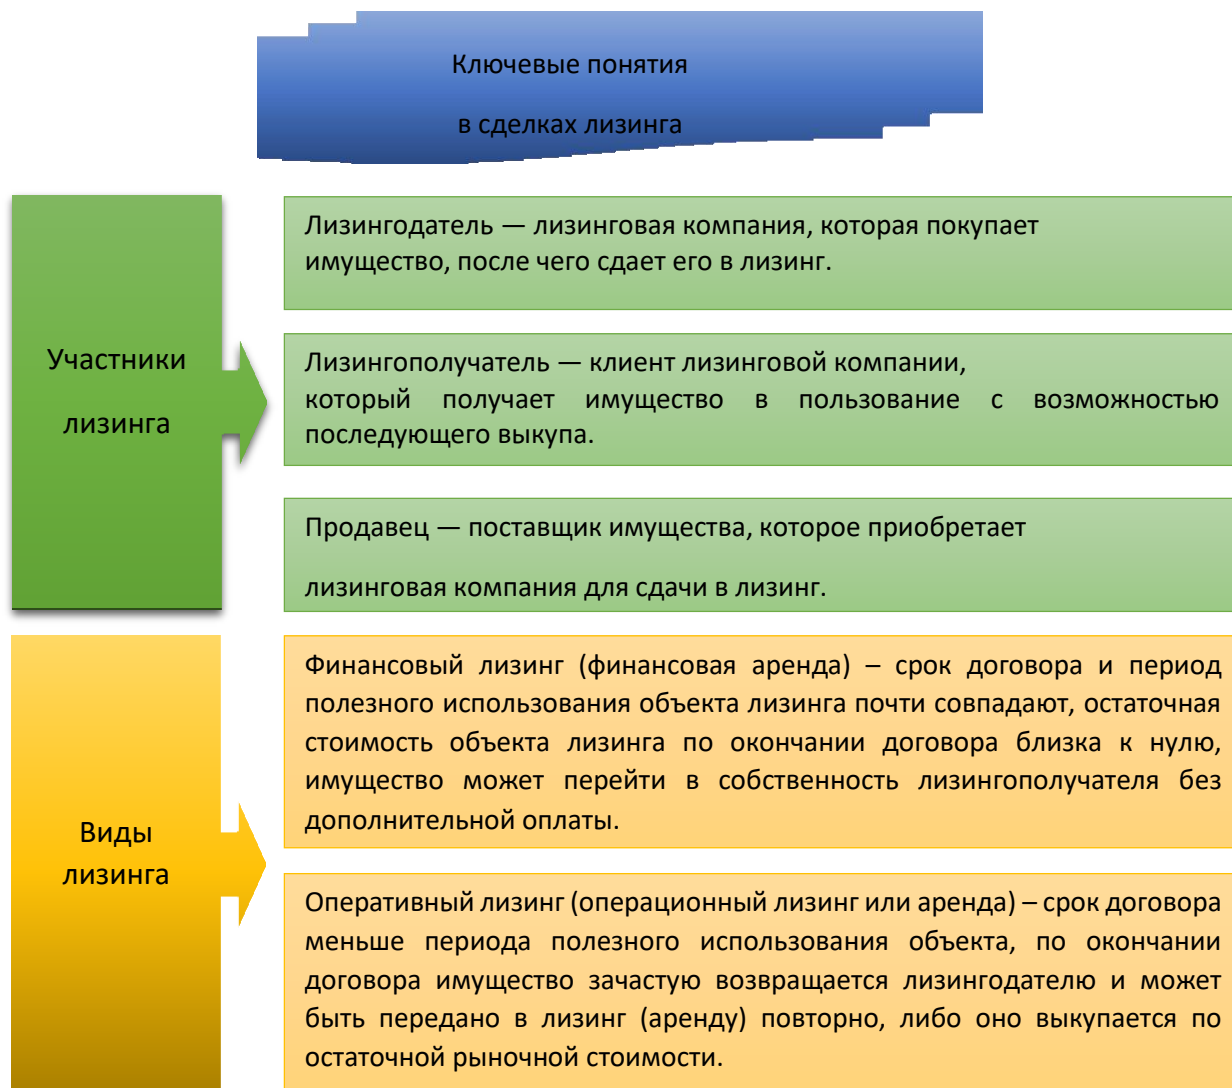 Ключевые понятия
в сделках лизинга
Участники
лизинга
Лизингодатель — лизинговая компания, которая покупает
имущество, после чего сдает его в лизинг.
Лизингополучатель — клиент лизинговой компании,
который получает имущество в пользование с возможностью
последующего выкупа.
Продавец — поставщик имущества, которое приобретает
лизинговая компания для сдачи в лизинг.
Виды
лизинга
Финансовый лизинг (финансовая аренда) – срок договора и период
полезного использования объекта лизинга почти совпадают, остаточная
стоимость объекта лизинга по окончании договора близка к нулю,
имущество может перейти в собственность лизингополучателя без
дополнительной оплаты.
Оперативный лизинг (операционный лизинг или аренда) – срок договора
меньше периода полезного использования объекта, по окончании
договора имущество зачастую возвращается лизингодателю и может
быть передано в лизинг (аренду) повторно, либо оно выкупается по
остаточной рыночной стоимости.